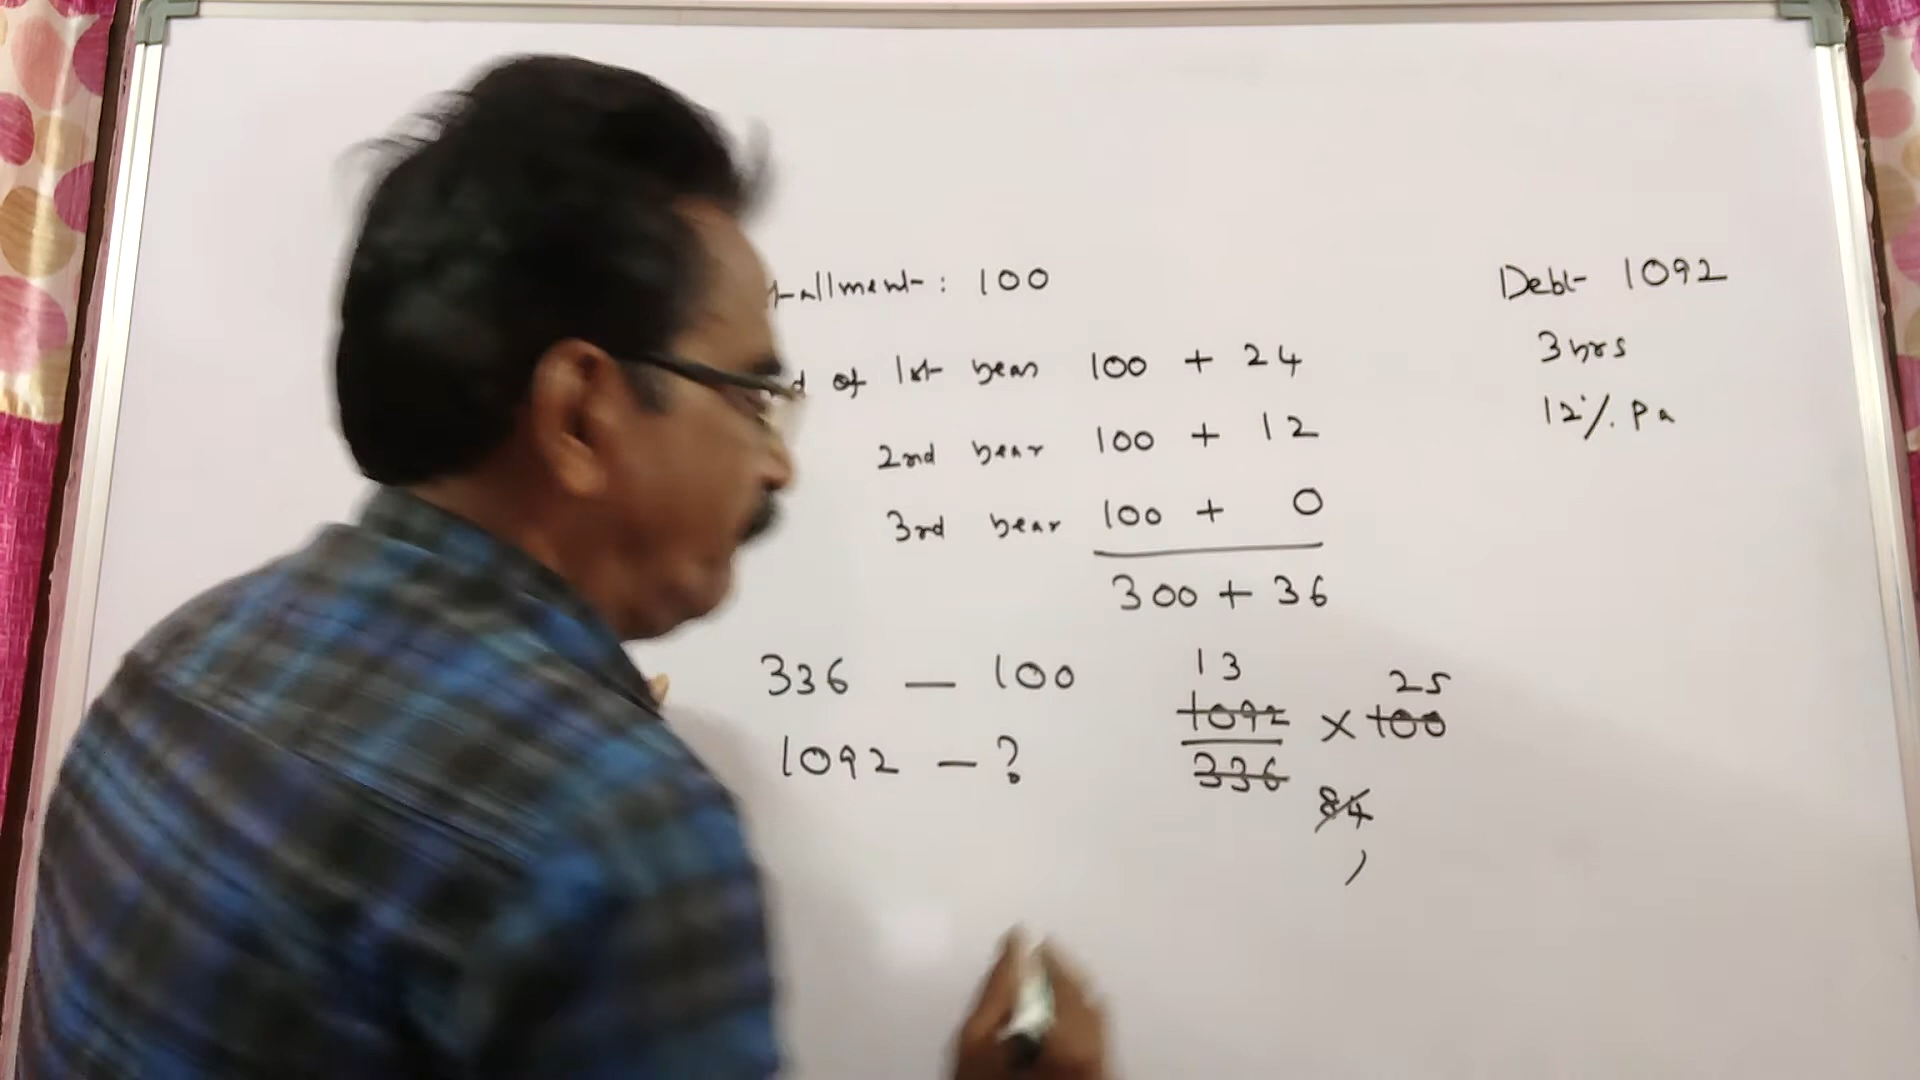 tallment : 100
Debt 1092
d of 1st year 100 + 24
3 yrs
2nd year 100 + 12
12% pa
3rd year 100 + 0
300 + 36
336 — 100
13
25
1092 × 100
1092 — ?
336
84
)